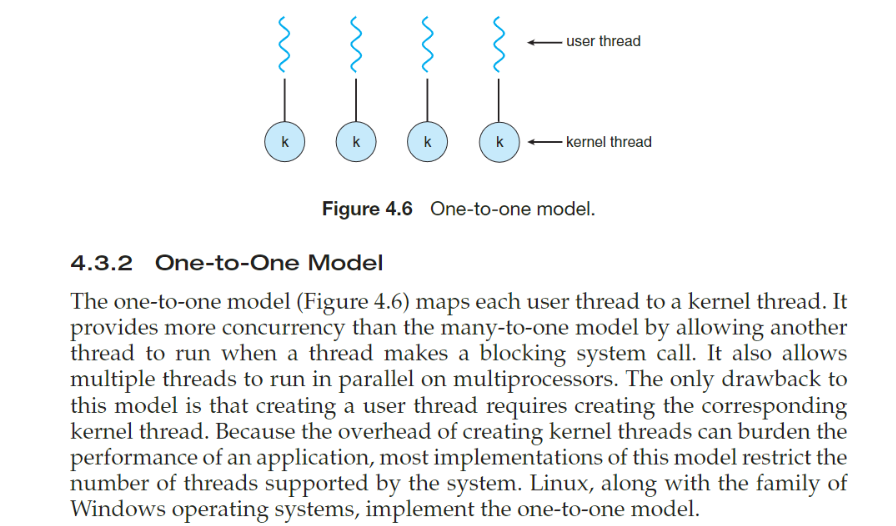 user thread
k k k k kernel thread
Figure 4.6 One-to-one model.
4.3.2 One-to-One Model
The one-to-one model (Figure 4.6) maps each user thread to a kernel thread. It
provides more concurrency than the many-to-one model by allowing another
thread to run when a thread makes a blocking system call. It also allows
multiple threads to run in parallel on multiprocessors. The only drawback to
this model is that creating a user thread requires creating the corresponding
kernel thread. Because the overhead of creating kernel threads can burden the
performance of an application, most implementations of this model restrict the
number of threads supported by the system. Linux, along with the family of
Windows operating systems, implement the one-to-one model.